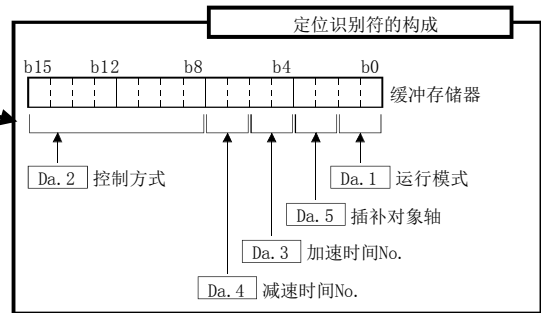 定位识别符的构成
b15 b12 b8 b4 b0
缓冲存储器
Da. 2 控制方式
Da. 1 运行模式
Da. 5 插补对象轴
Da. 3 加速时间No.
Da. 4 减速时间No.